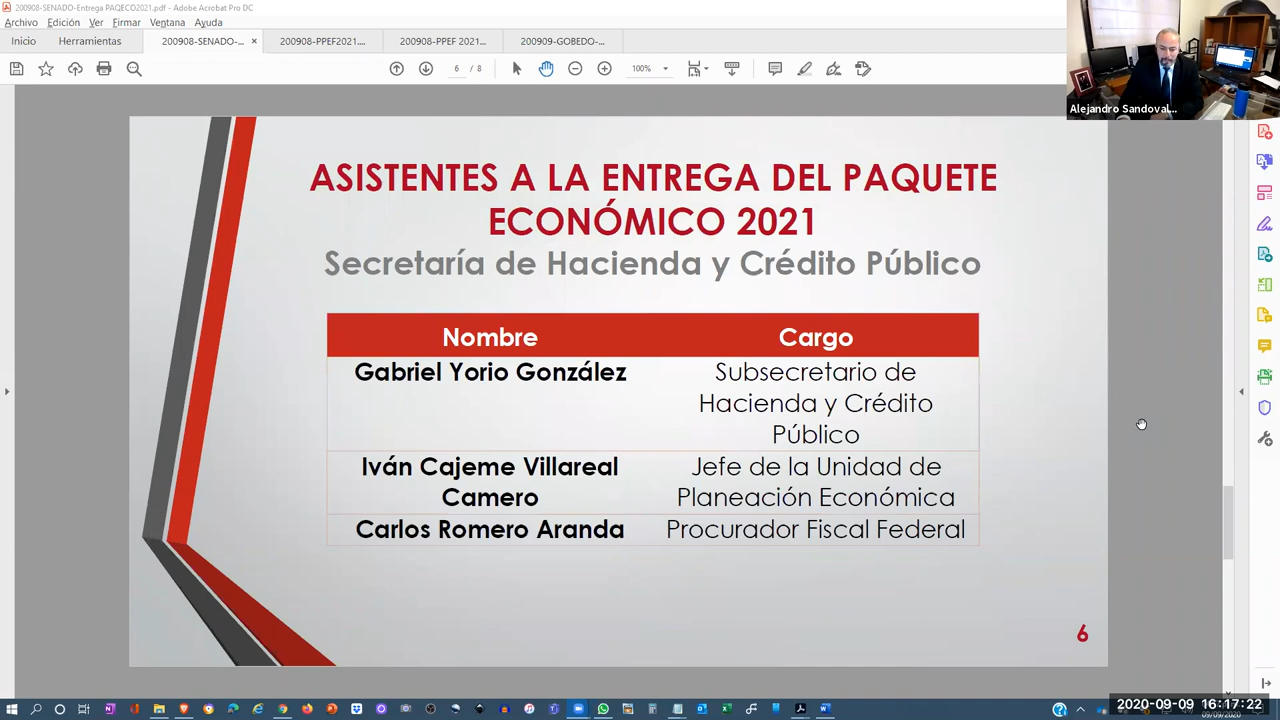 200908-SENADO-Entrega PAQECO2021.pdf - Adobe Acrobat Pro DC
Archivo Edición Ver Firmar Ventana Ayuda
Inicio Herramientas 200908-SENADO-... × 200908-PPEF2021.... 200908-PPEF 2021... 200909-GOBEDO-...
6 / 8 100%
Alejandro Sandoval...
ASISTENTES A LA ENTREGA DEL PAQUETE
ECONÓMICO 2021
Secretaría de Hacienda y Crédito Público
Nombre Cargo
Gabriel Yorio González Subsecretario de
Hacienda y Crédito
Público
Iván Cajeme Villareal Jefe de la Unidad de
Camero Planeación Económica
Carlos Romero Aranda Procurador Fiscal Federal
6
2020-09-09 16:17:22
09/09/2020